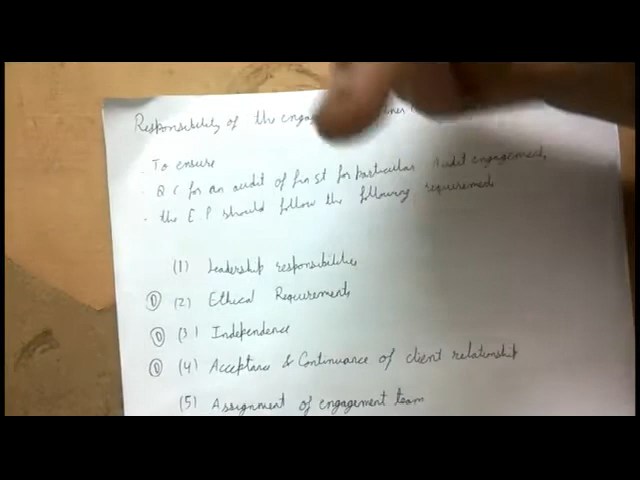 Responsibility of the
- To ensure
- Q C for an audit of fin st for particular Audit engagement,
- the E.P should follow the following requirements
(1) Leadership responsibilities
(2) Ethical Requirements
(3) Independence
(4) Acceptance & Continuance of client relationship
(5) Assignment of engagement team